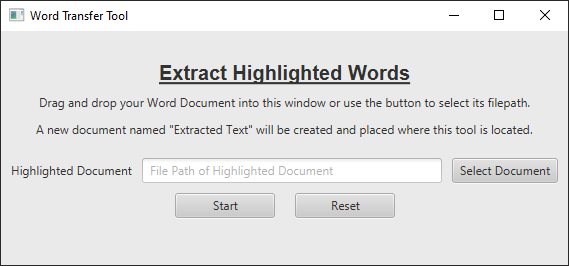 Word Transfer Tool
Extract Highlighted Words
Drag and drop your Word Document into this window or use the button to select its filepath.
A new document named "Extracted Text" will be created and placed where this tool is located.
Highlighted Document File Path of Highlighted Document Select Document
Start Reset